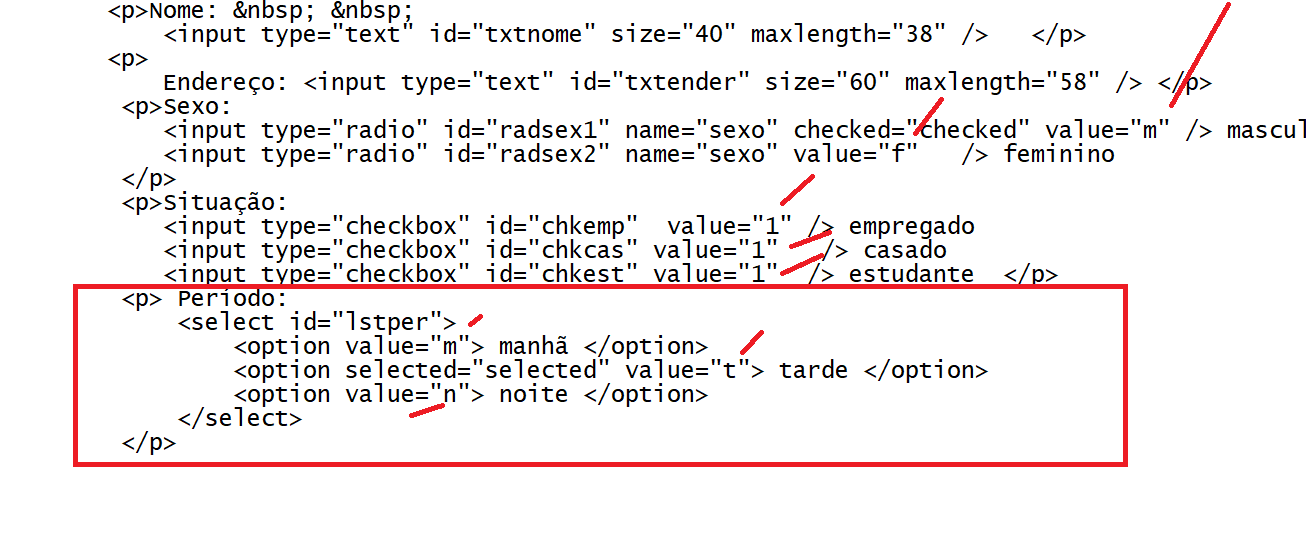 <p>Nome: &nbsp; &nbsp;
<input type="text" id="txtnome" size="40" maxlength="38" /> </p>
<p>
Endereço: <input type="text" id="txtender" size="60" maxlength="58" /> </p>
<p>Sexo:
<input type="radio" id="radsex1" name="sexo" checked="checked" value="m" /> mascul
<input type="radio" id="radsex2" name="sexo" value="f" /> feminino
</p>
<p>Situação:
<input type="checkbox" id="chkemp" value="1" /> empregado
<input type="checkbox" id="chkcas" value="1" /> casado
<input type="checkbox" id="chkest" value="1" /> estudante </p>
<p> Período:
<select id="lstper">
<option value="m"> manhã </option>
<option selected="selected" value="t"> tarde </option>
<option value="n"> noite </option>
</select>
</p>